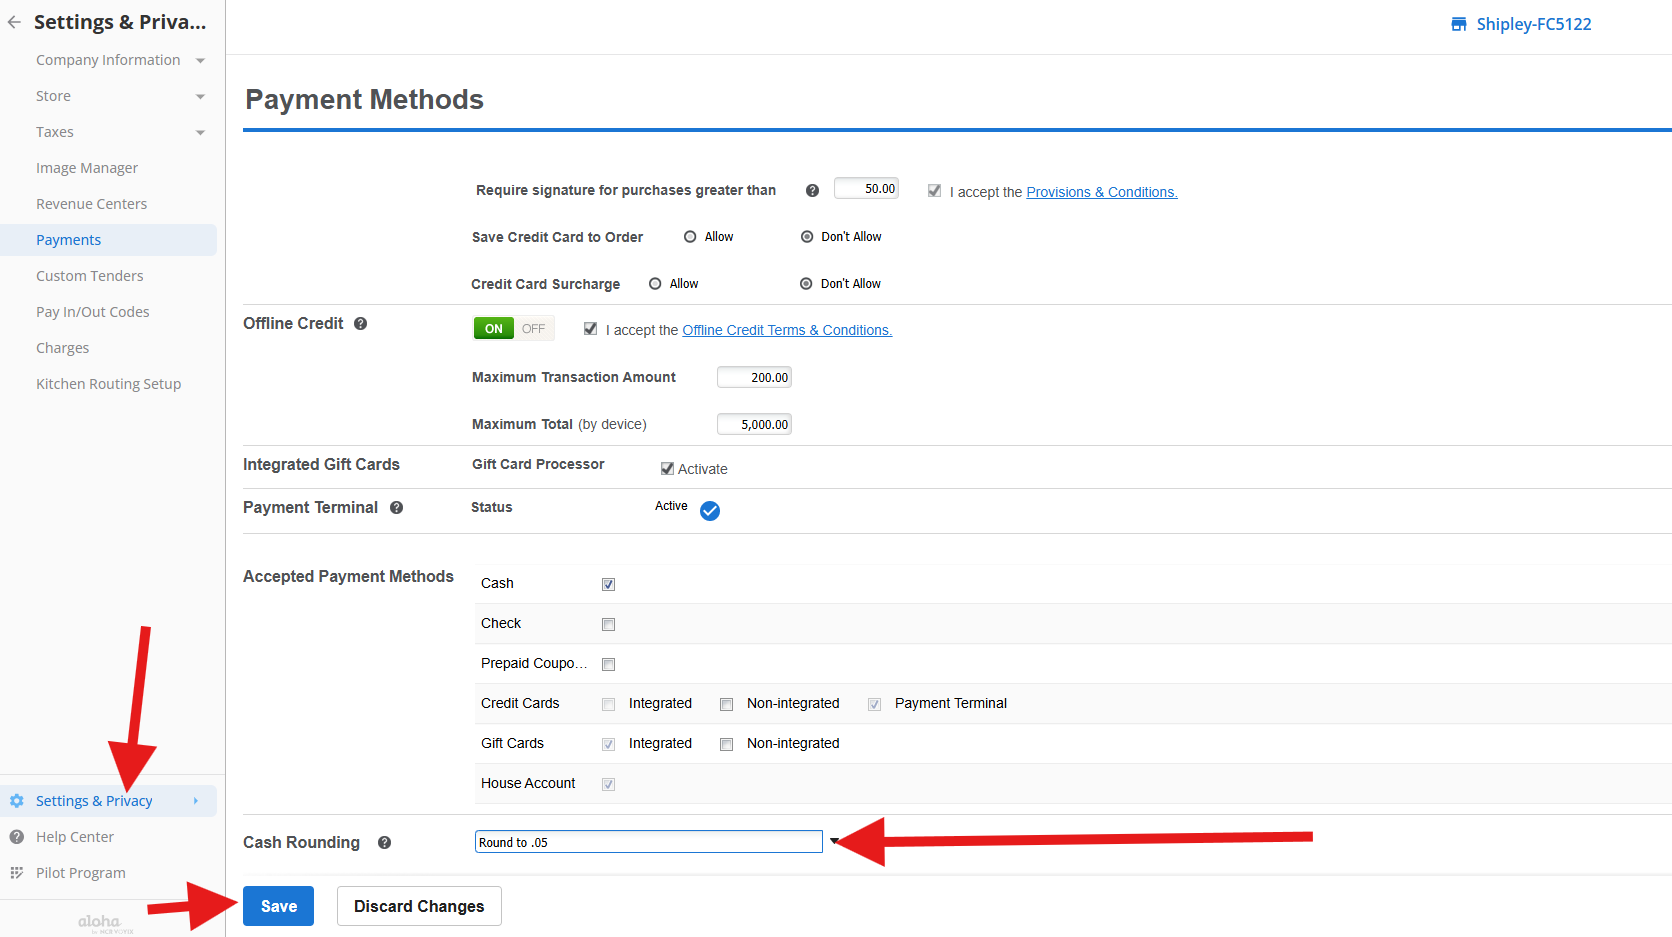 Settings & Priva...
Company Information
Store
Taxes
Image Manager
Revenue Centers
Payments
Custom Tenders
Pay In/Out Codes
Charges
Kitchen Routing Setup
Settings & Privacy
Help Center
Pilot Program
aloha
by NCR VOYIX
Shipley-FC5122
Payment Methods
Require signature for purchases greater than ? 50.00 I accept the Provisions & Conditions.
Save Credit Card to Order Allow Don't Allow
Credit Card Surcharge Allow Don't Allow
Offline Credit ? ON OFF I accept the Offline Credit Terms & Conditions.
Maximum Transaction Amount 200.00
Maximum Total (by device) 5,000.00
Integrated Gift Cards Gift Card Processor Activate
Payment Terminal ? Status Active
Accepted Payment Methods Cash
Check
Prepaid Coupo...
Credit Cards Integrated Non-integrated Payment Terminal
Gift Cards Integrated Non-integrated
House Account
Cash Rounding ? Round to .05
Save Discard Changes